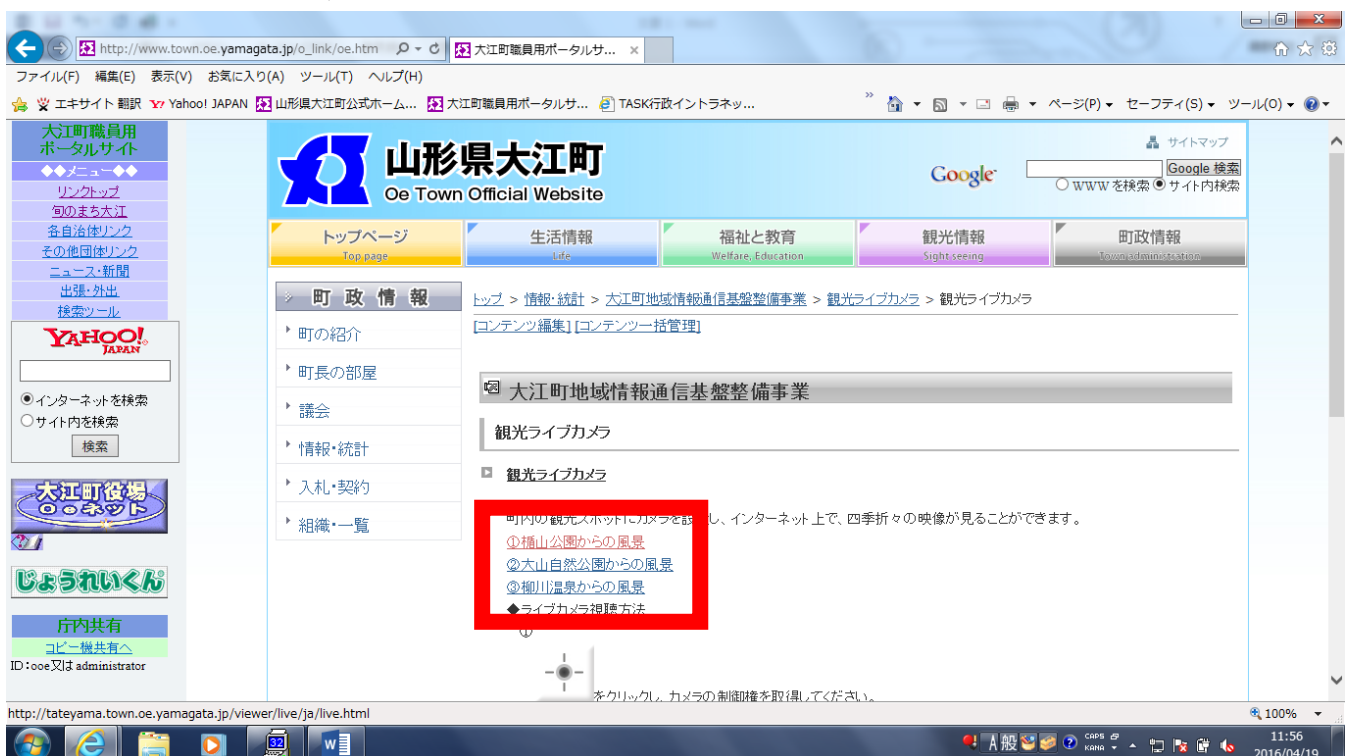 http://www.town.oe.yamagata.jp/o_link/oe.htm
大江町職員用ポータルサ...
ファイル(F) 編集(E) 表示(V) お気に入り(A) ツール(T) ヘルプ(H)
エキサイト 翻訳 Yahoo! JAPAN 山形県大江町公式ホーム... 大江町職員用ポータルサ... TASK行政イントラネッ...
ページ(P) セーフティ(S) ツール(O)
大江町職員用
ポータルサイト
◆◆メニュー◆◆
リンクトップ
旬のまち大江
各自治体リンク
その他団体リンク
ニュース・新聞
出張・外出
検索ツール
YAHOO!
JAPAN
インターネットを検索
サイト内を検索
検索
大江町役場
Ooeネット
じょうれいくん
庁内共有
コピー機共有へ
ID:ooe又は administrator
山形県大江町
Oe Town Official Website
サイトマップ
Google
Google 検索
WWW を検索 サイト内検索
トップページ
Top page
生活情報
Life
福祉と教育
Welfare, Education
観光情報
Sight seeing
町政情報
Town administration
町政情報
町の紹介
町長の部屋
議会
情報・統計
入札・契約
組織・一覧
トップ > 情報・統計 > 大江町地域情報通信基盤整備事業 > 観光ライブカメラ > 観光ライブカメラ
[コンテンツ編集] [コンテンツ一括管理]
大江町地域情報通信基盤整備事業
観光ライブカメラ
観光ライブカメラ
町内の観光スポットにカメラを設置し、インターネット上で、四季折々の映像が見ることができます。
①楯山公園からの風景
②大山自然公園からの風景
③柳川温泉からの風景
◆ライブカメラ視聴方法
①
をクリックし、カメラの制御権を取得してください。
http://tateyama.town.oe.yamagata.jp/viewer/live/ja/live.html
100%
A 般
CAPS
KANA
11:56
2016/04/19